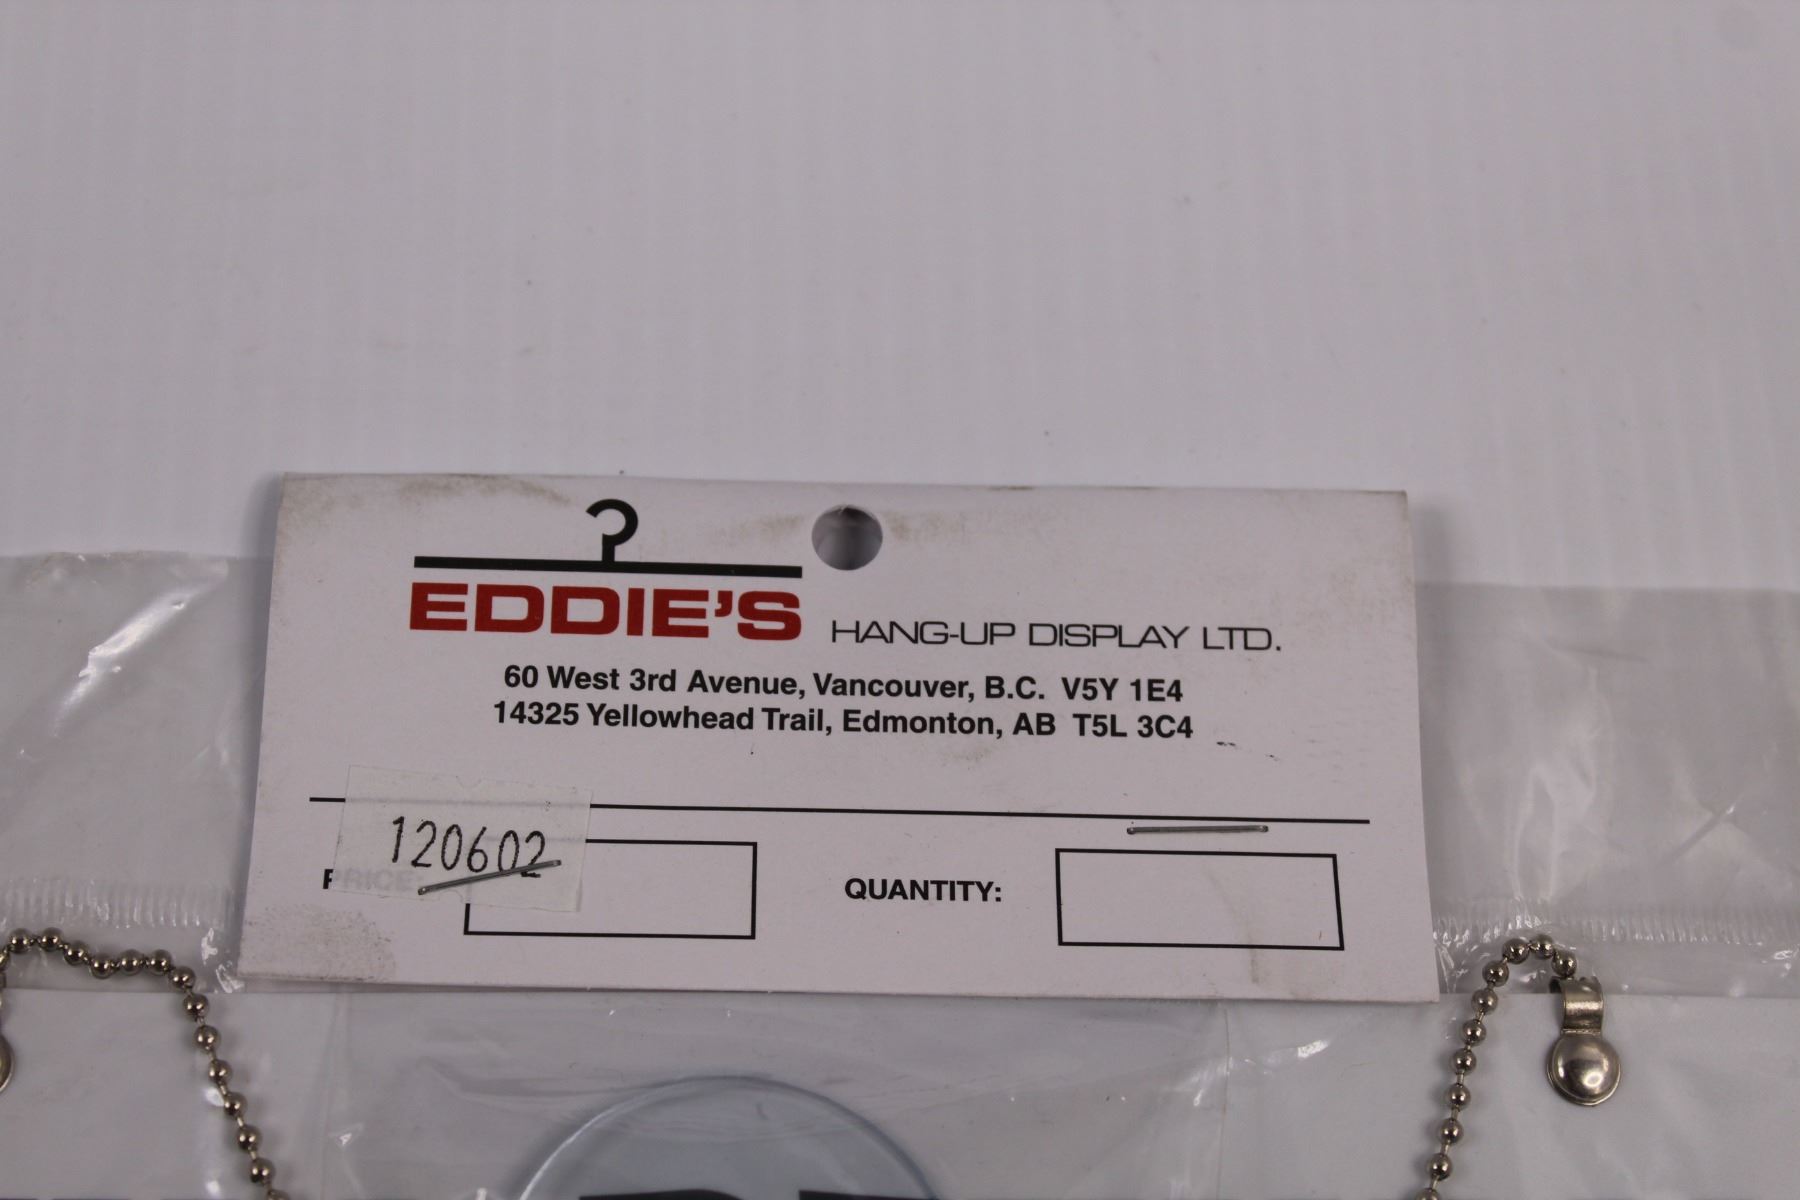 EDDIE'S HANG-UP DISPLAY LTD.
60 West 3rd Avenue, Vancouver, B.C. V5Y 1E4
14325 Yellowhead Trail, Edmonton, AB T5L 3C4
120602
PRICE:
QUANTITY: